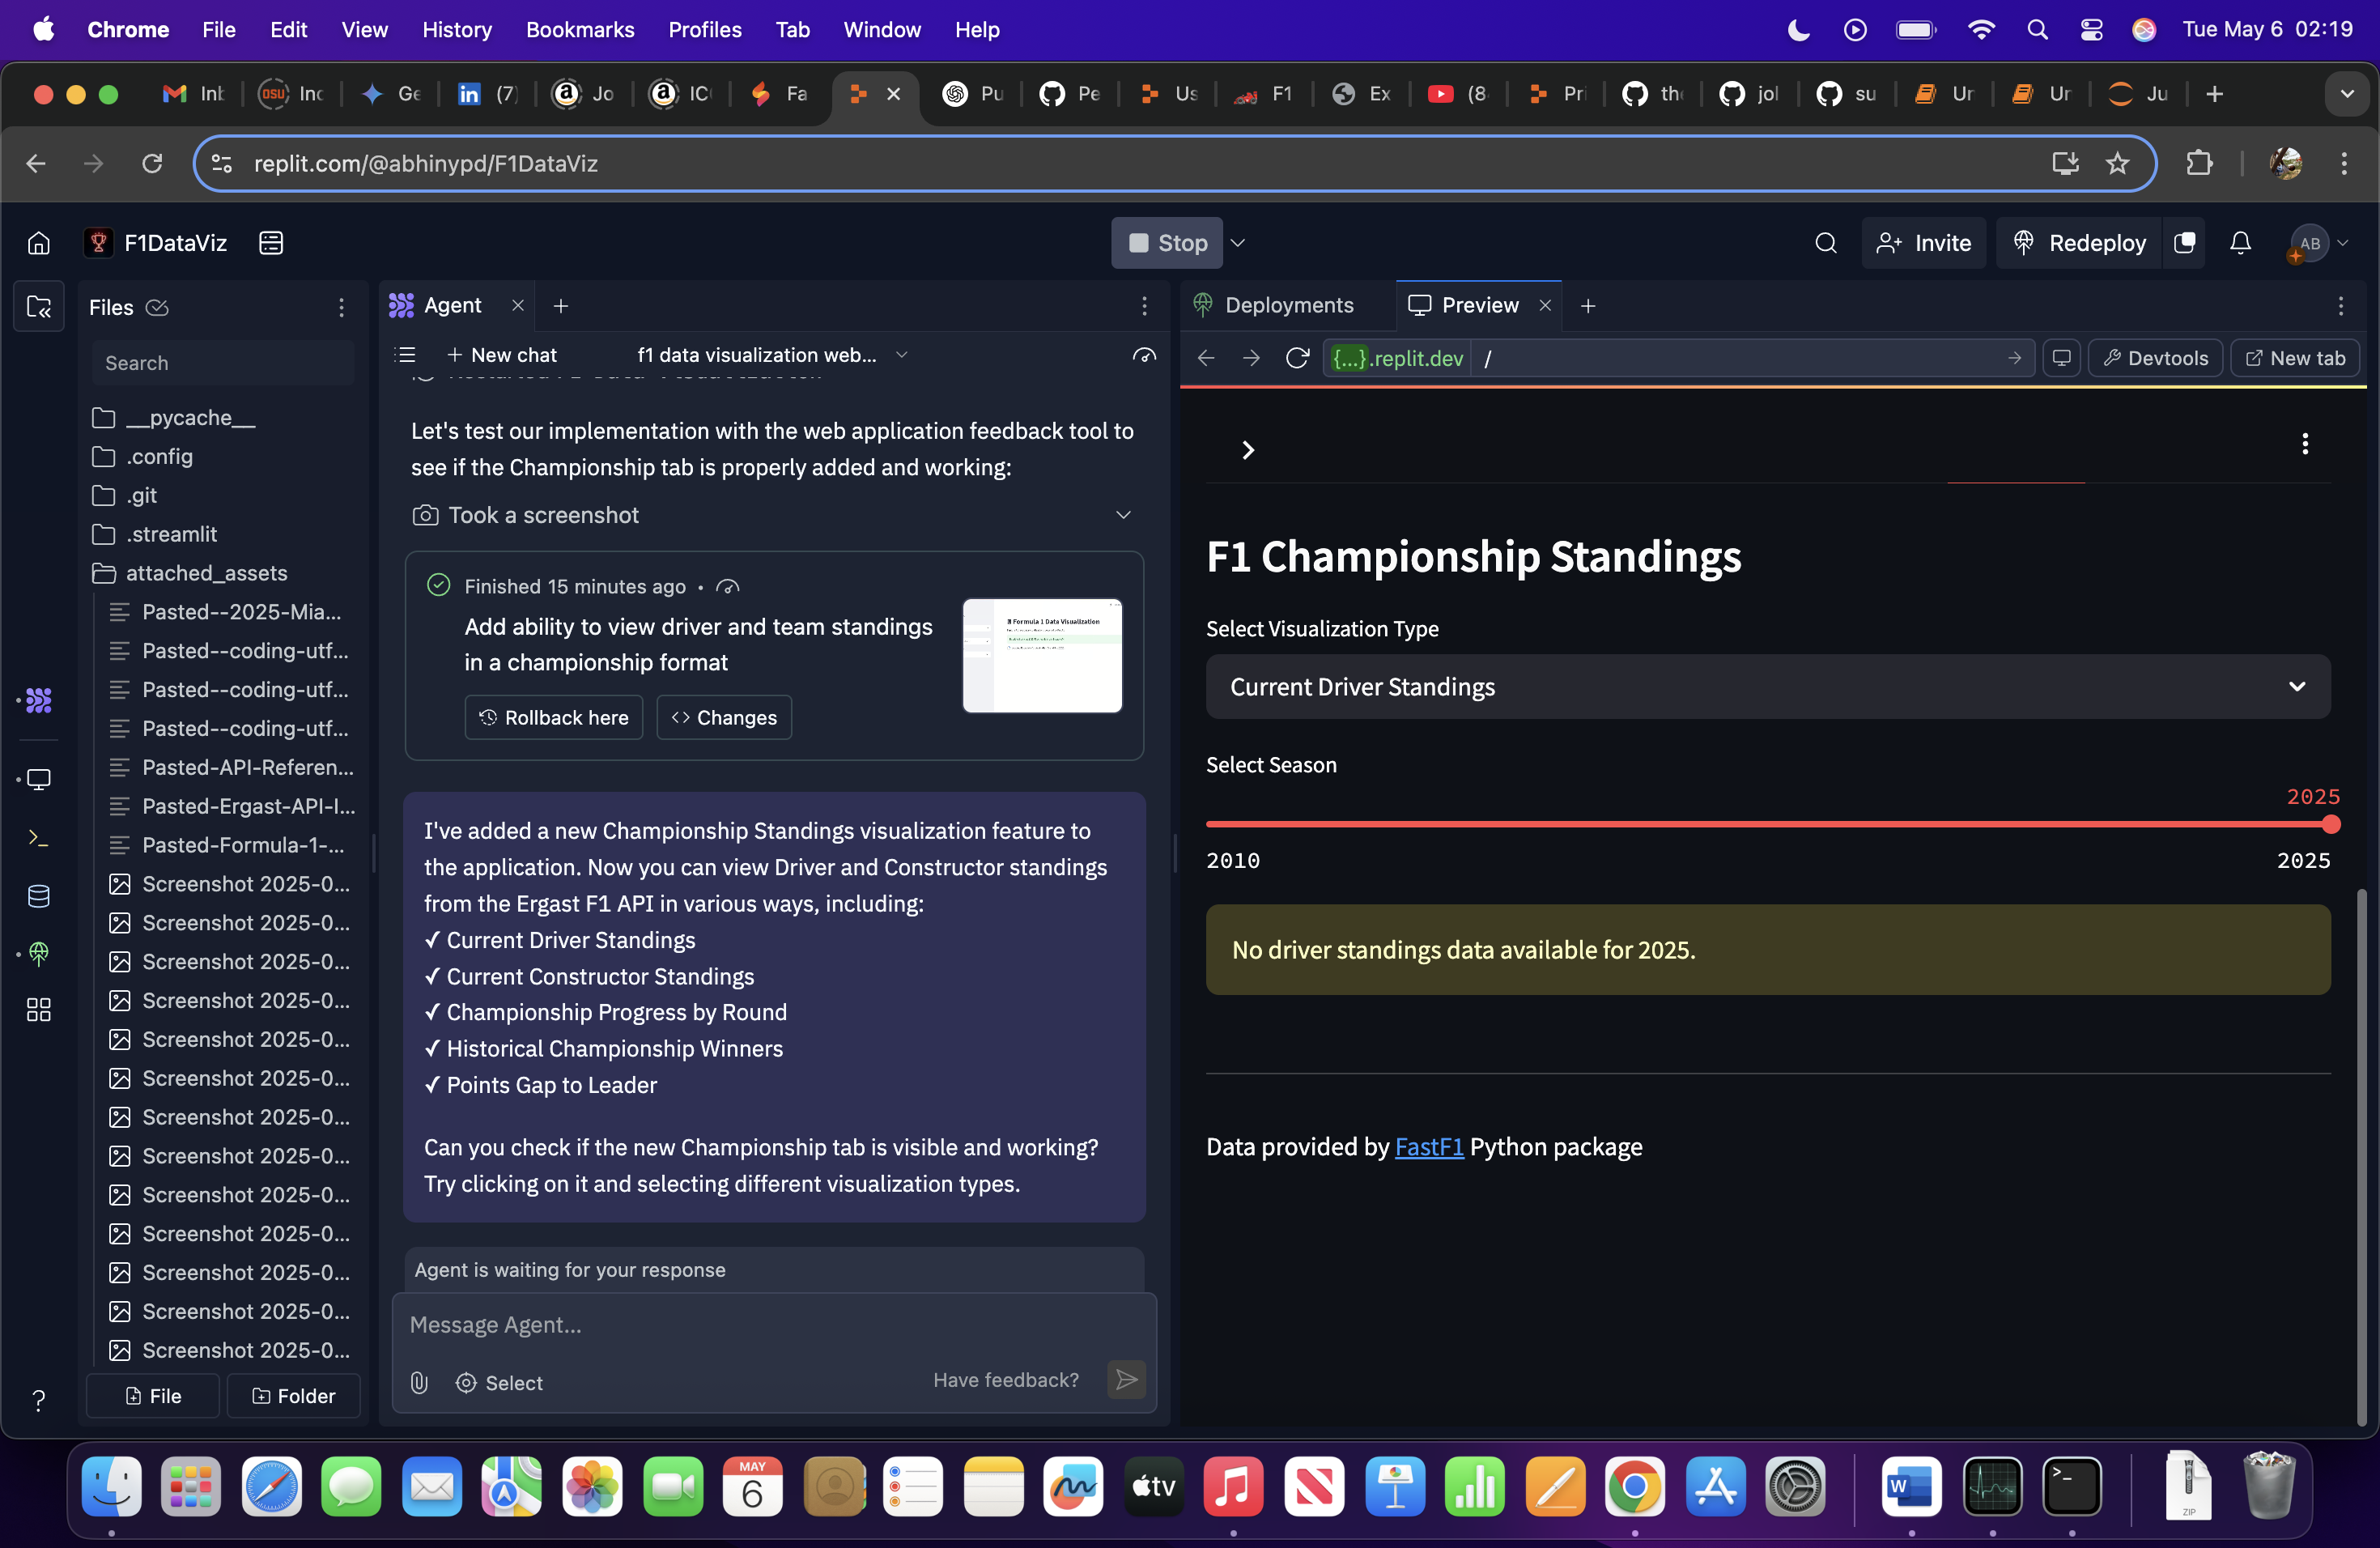 Chrome File Edit View History Bookmarks Profiles Tab Window Help Tue May 6 02:19
Inb Inc Ge (7) Jo IC Fa Pu Pe Us F1 Ex (8 Pri the jol su Ur Ur Ju
replit.com/@abhinypd/F1DataViz
F1DataViz
Stop
Invite
Redeploy
AB
Files
Search
__pycache__
.config
.git
.streamlit
attached_assets
Pasted--2025-Mia...
Pasted--coding-utf...
Pasted--coding-utf...
Pasted--coding-utf...
Pasted-API-Referen...
Pasted-Ergast-API-I...
Pasted-Formula-1-...
Screenshot 2025-0...
Screenshot 2025-0...
Screenshot 2025-0...
Screenshot 2025-0...
Screenshot 2025-0...
Screenshot 2025-0...
Screenshot 2025-0...
Screenshot 2025-0...
Screenshot 2025-0...
Screenshot 2025-0...
Screenshot 2025-0...
Screenshot 2025-0...
Screenshot 2025-0...
File Folder
Agent
New chat f1 data visualization web...
Let's test our implementation with the web application feedback tool to
see if the Championship tab is properly added and working:
Took a screenshot
Finished 15 minutes ago •
Add ability to view driver and team standings
in a championship format
Formula 1 Data Visualization
Rollback here
<> Changes
I've added a new Championship Standings visualization feature to
the application. Now you can view Driver and Constructor standings
from the Ergast F1 API in various ways, including:
✓ Current Driver Standings
✓ Current Constructor Standings
✓ Championship Progress by Round
✓ Historical Championship Winners
✓ Points Gap to Leader
Can you check if the new Championship tab is visible and working?
Try clicking on it and selecting different visualization types.
Agent is waiting for your response
Message Agent...
Select
Have feedback?
Deployments
Preview
{...}.replit.dev /
Devtools
New tab
F1 Championship Standings
Select Visualization Type
Current Driver Standings
Select Season
2025
2010 2025
No driver standings data available for 2025.
Data provided by FastF1 Python package
MAY
6
tv
ZIP